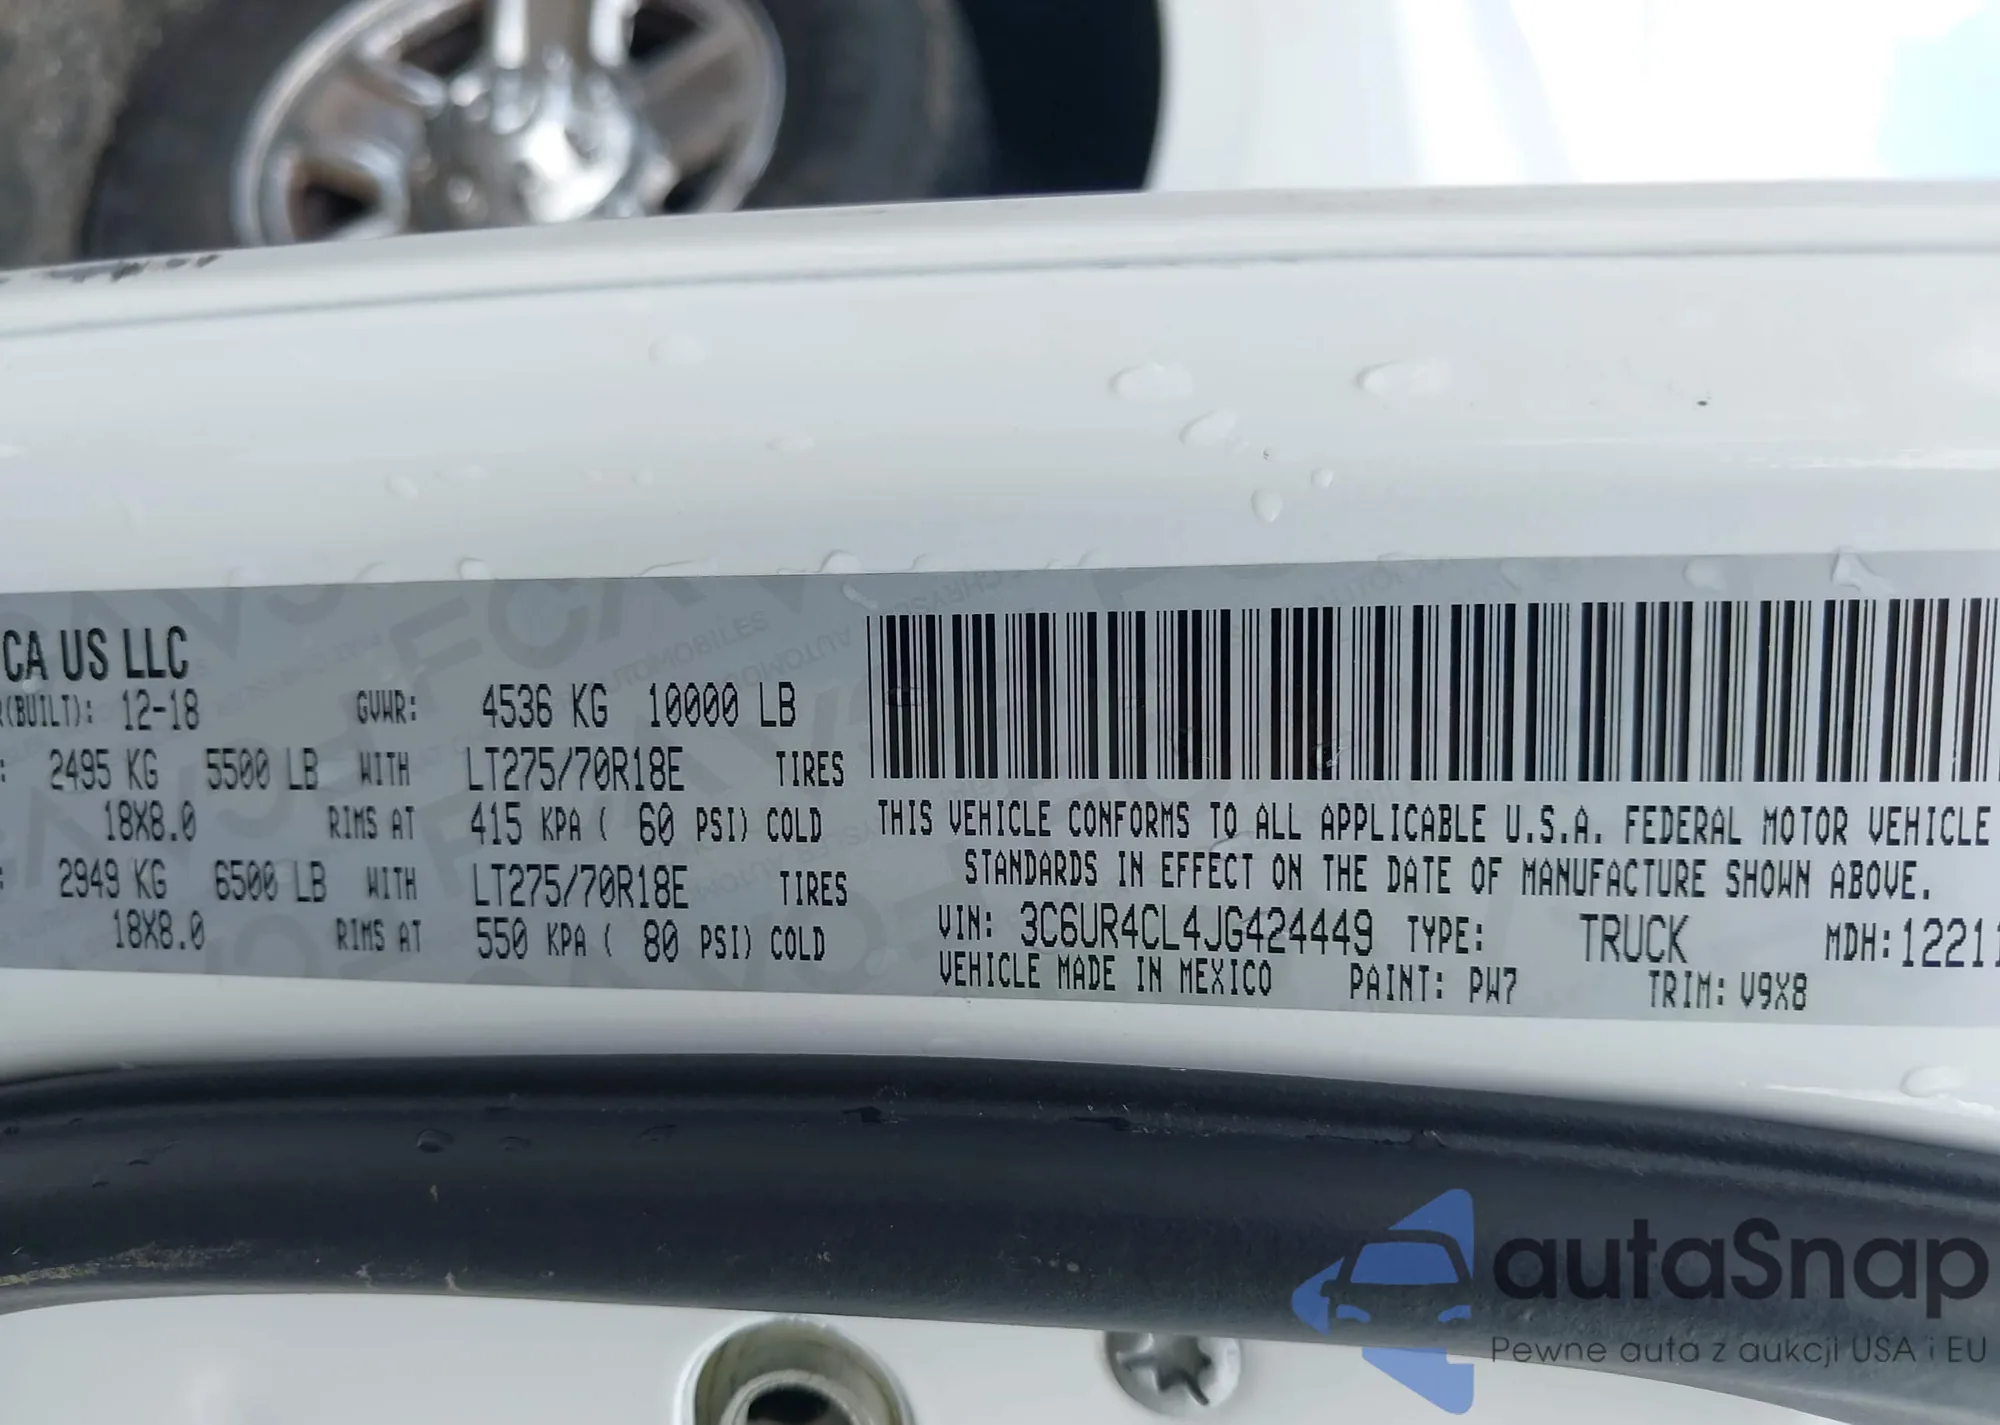 CA US LLC
R(BUILT): 12-18 GVWR: 4536 KG 10000 LB
: 2495 KG 5500 LB WITH LT275/70R18E TIRES
18X8.0 RIMS AT 415 KPA ( 60 PSI) COLD
: 2949 KG 6500 LB WITH LT275/70R18E TIRES
18X8.0 RIMS AT 550 KPA ( 80 PSI) COLD
THIS VEHICLE CONFORMS TO ALL APPLICABLE U.S.A. FEDERAL MOTOR VEHICLE
STANDARDS IN EFFECT ON THE DATE OF MANUFACTURE SHOWN ABOVE.
VIN: 3C6UR4CL4JG424449 TYPE: TRUCK MDH: 12211
VEHICLE MADE IN MEXICO PAINT: PW7 TRIM: V9X8
autaSnap
Pewne auta z aukcji USA i EU